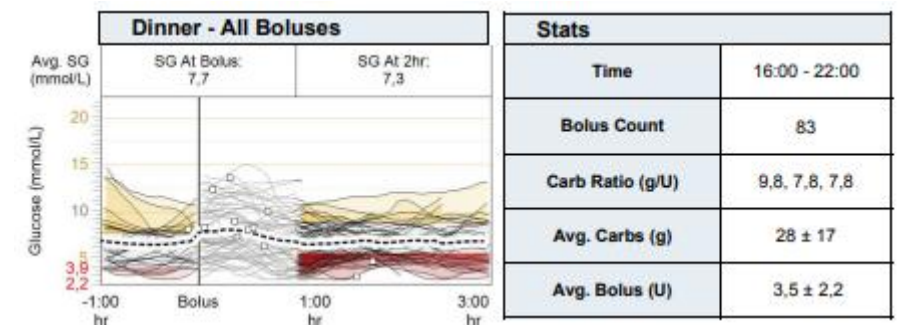 Dinner - All Boluses
Avg. SG
(mmol/L)
SG At Bolus:
7,7
SG At 2hr:
7,3
Glucose (mmol/L)
20
15
10
5
3,9
2,2
-1:00
hr
Bolus
1:00
hr
3:00
hr
Stats
Time 16:00 - 22:00
Bolus Count 83
Carb Ratio (g/U) 9,8, 7,8, 7,8
Avg. Carbs (g) 28 ± 17
Avg. Bolus (U) 3,5 ± 2,2